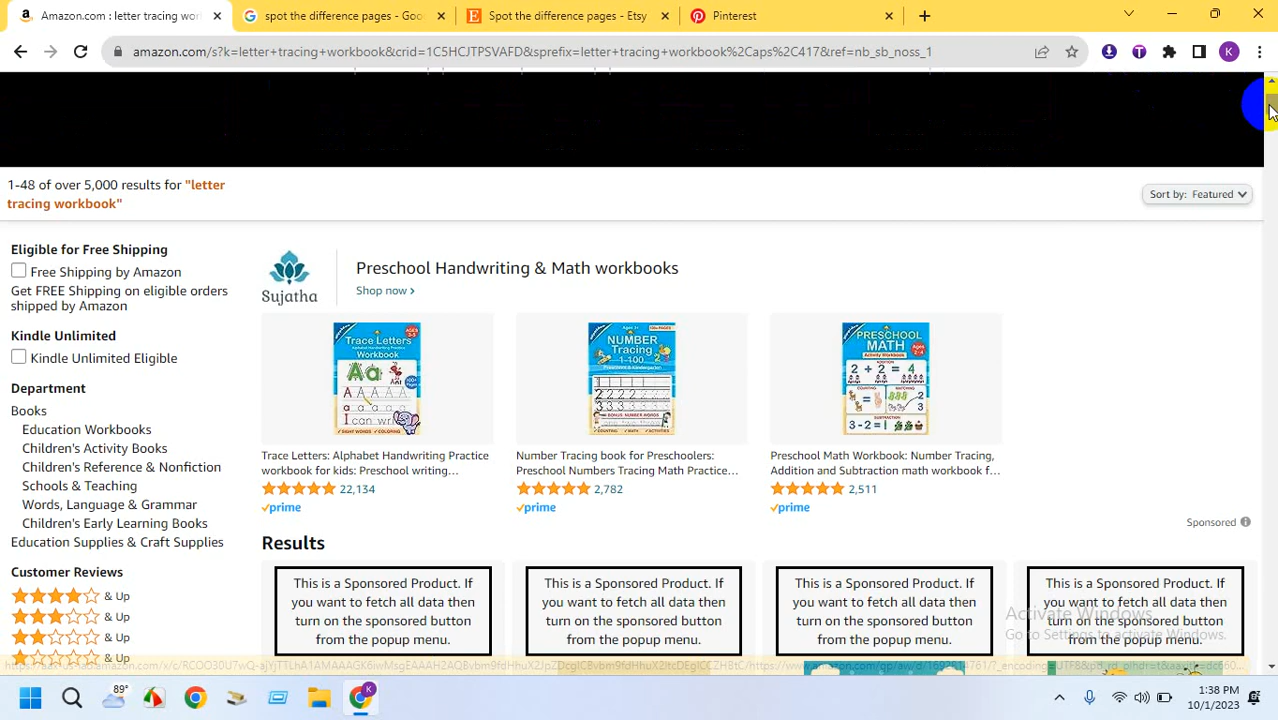 Amazon.com : letter tracing wor
spot the difference pages - Goo
Spot the difference pages - Etsy
Pinterest
amazon.com/s?k=letter+tracing+workbook&crid=1C5HCJTPSVAFD&sprefix=letter+tracing+workbook%2Caps%2C417&ref=nb_sb_noss_1
K
1-48 of over 5,000 results for "letter
tracing workbook"
Sort by: Featured
Eligible for Free Shipping
Free Shipping by Amazon
Get FREE Shipping on eligible orders
shipped by Amazon
Kindle Unlimited
Kindle Unlimited Eligible
Department
Books
Education Workbooks
Children's Activity Books
Children's Reference & Nonfiction
Schools & Teaching
Words, Language & Grammar
Children's Early Learning Books
Education Supplies & Craft Supplies
Customer Reviews
& Up
& Up
& Up
& Up
Sujatha
Preschool Handwriting & Math workbooks
Shop now ›
Trace Letters
Workbook
Aa
NUMBER
Tracing 1-100
PRESCHOOL
MATH
2 + 2 = 4
3 - 2 = 1
Trace Letters: Alphabet Handwriting Practice
workbook for kids: Preschool writing...
22,134
prime
Number Tracing book for Preschoolers:
Preschool Numbers Tracing Math Practice...
2,782
prime
Preschool Math Workbook: Number Tracing,
Addition and Subtraction math workbook f...
2,511
prime
Sponsored
Results
This is a Sponsored Product. If
you want to fetch all data then
turn on the sponsored button
from the popup menu.
This is a Sponsored Product. If
you want to fetch all data then
turn on the sponsored button
from the popup menu.
This is a Sponsored Product. If
you want to fetch all data then
turn on the sponsored button
from the popup menu.
This is a Sponsored Product. If
you want to fetch all data then
turn on the sponsored button
from the popup menu.
Activate Windows
Go to Settings to activate Windows.
89°
K
1:38 PM
10/1/2023